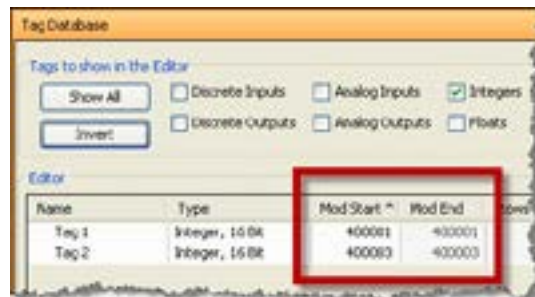 Tag Database
Tags to show in the Editor
Show All
Discrete Inputs
Analog Inputs
Integers
Invert
Discrete Outputs
Analog Outputs
Floats
Editor
Name Type Mod Start ^ Mod End
Tag 1 Integer, 16 Bit 400001 400001
Tag 2 Integer, 16 Bit 400003 400003